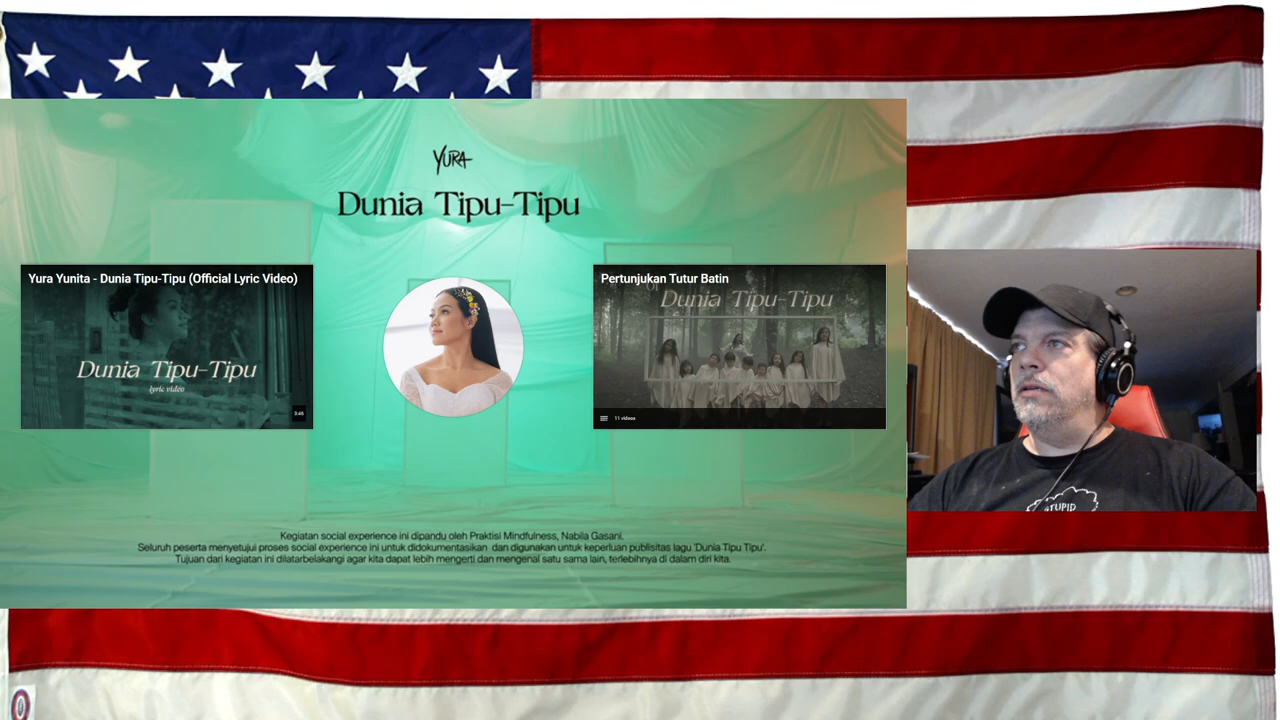 YURA
Dunia Tipu-Tipu
Yura Yunita - Dunia Tipu-Tipu (Official Lyric Video)
Dunia Tipu-Tipu
lyric video
3:46
Pertunjukan Tutur Batin
Dunia Tipu-Tipu
11 videos
STUPID
Kegiatan social experience ini dipandu oleh Praktisi Mindfulness, Nabila Gasani.
Seluruh peserta menyetujui proses social experience ini untuk didokumentasikan dan digunakan untuk keperluan publisitas lagu 'Dunia Tipu Tipu'.
Tujuan dari kegiatan ini dilatarbelakangi agar kita dapat lebih mengerti dan mengenal satu sama lain, terlebihnya di dalam diri kita.